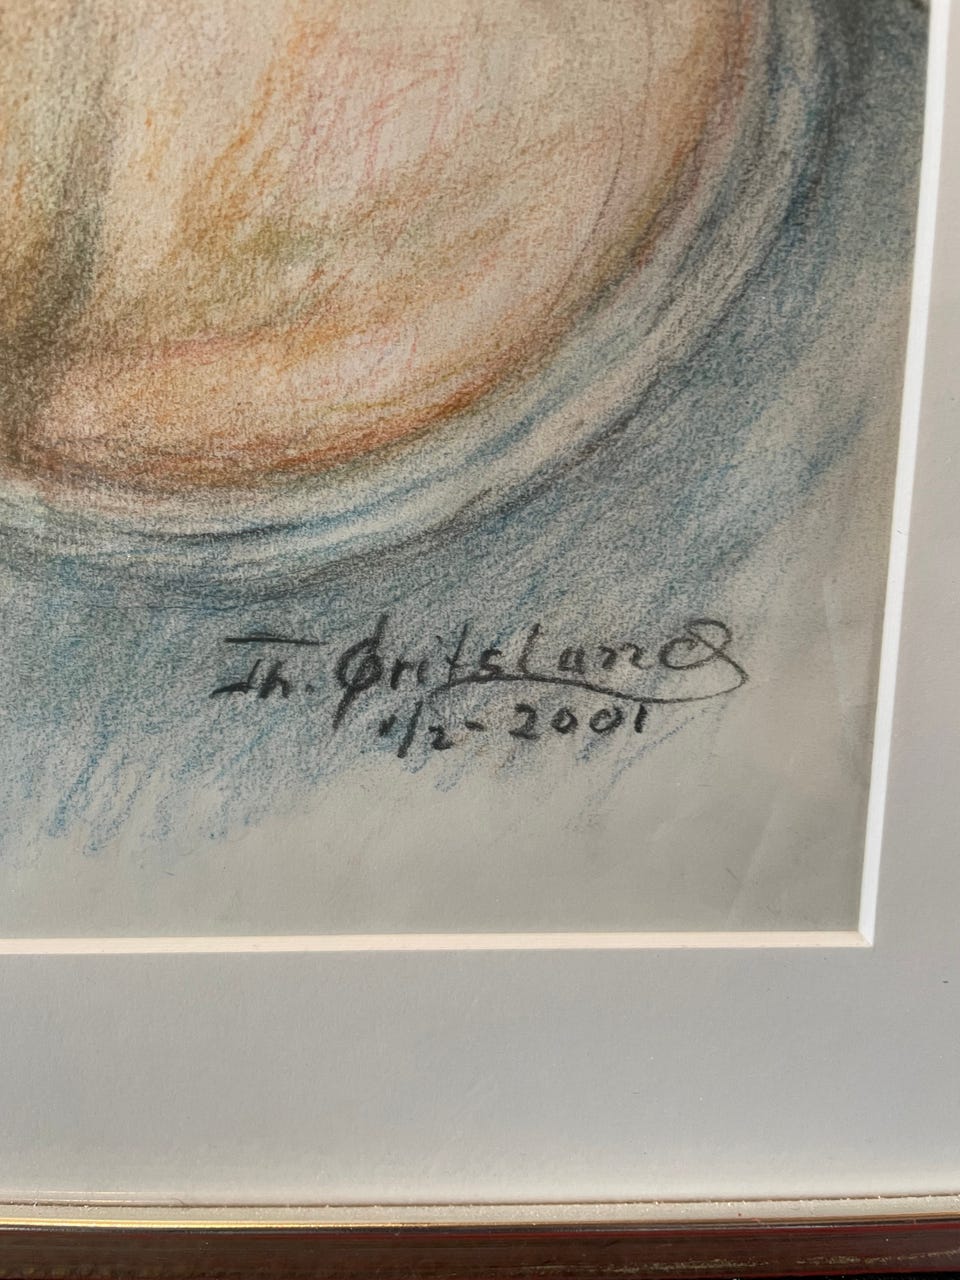 Th. Øritsland
1/2-2001